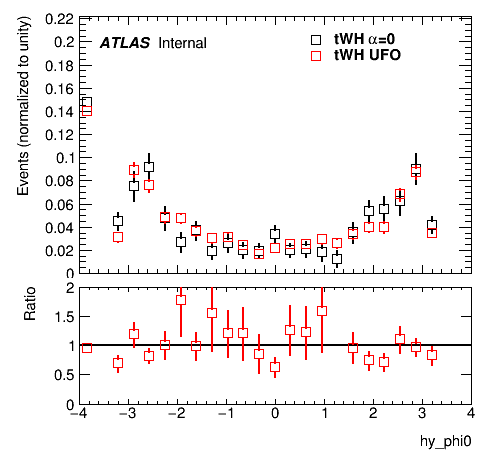 Events (normalized to unity)
0.22
0.2
0.18
0.16
0.14
0.12
0.1
0.08
0.06
0.04
0.02
0
ATLAS Internal
tWH α=0
tWH UFO
Ratio
2
1.5
1
0.5
0
−4 −3 −2 −1 0 1 2 3 4
hy_phi0